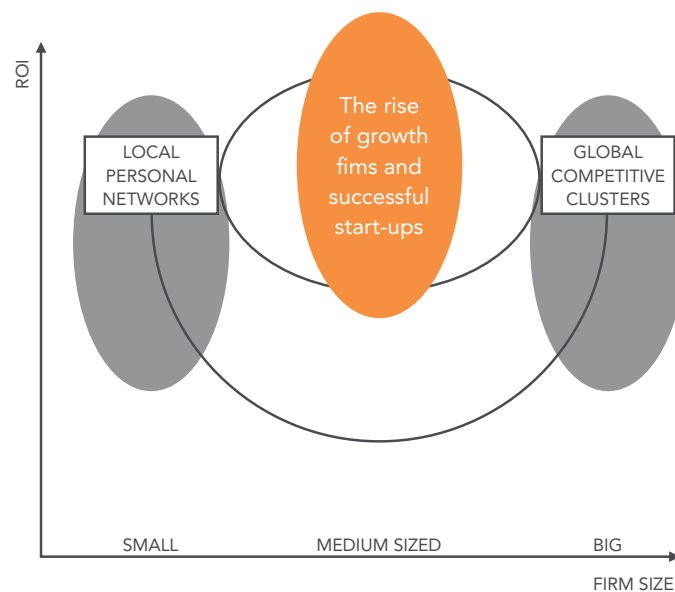 ROI
The rise
of growth
fims and
successful
start-ups
LOCAL
PERSONAL
NETWORKS
GLOBAL
COMPETITIVE
CLUSTERS
SMALL
MEDIUM SIZED
BIG
FIRM SIZE